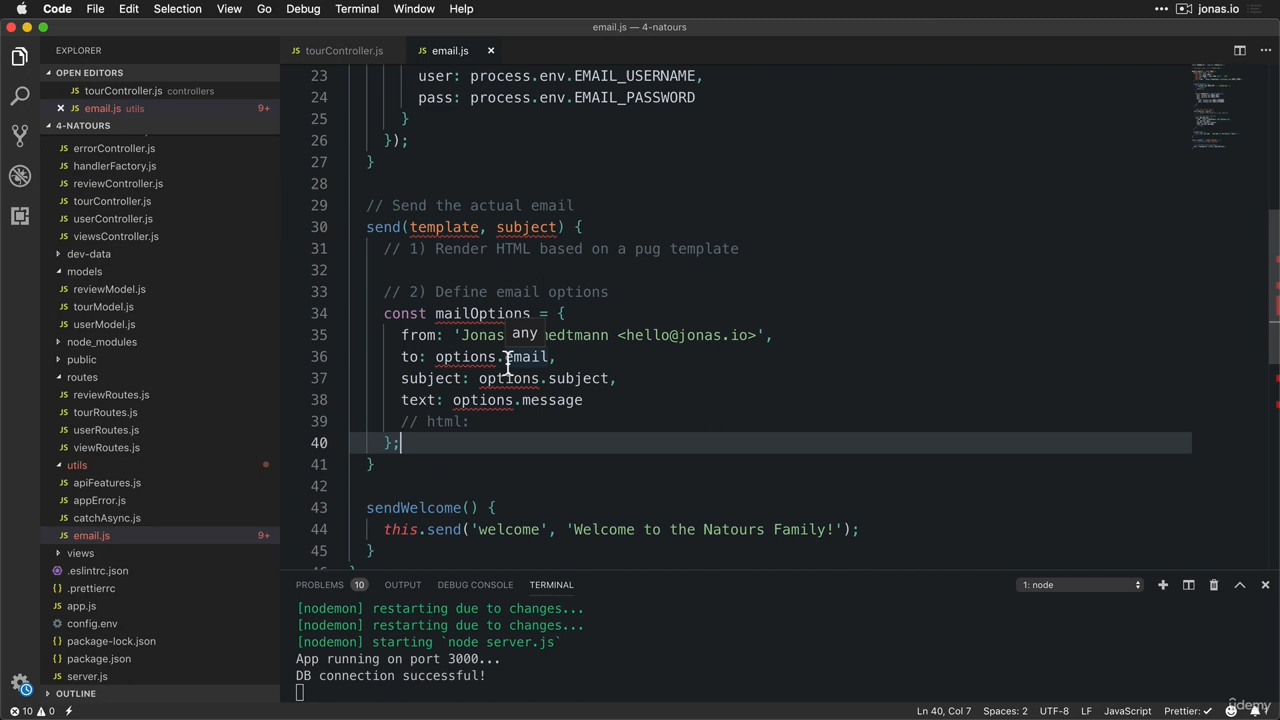 Code File Edit Selection View Go Debug Terminal Window Help ••• jonas.io
email.js — 4-natours
EXPLORER
OPEN EDITORS
JS tourController.js controllers
× JS email.js utils 9+
4-NATOURS
JS errorController.js
JS handlerFactory.js
JS reviewController.js
JS tourController.js
JS userController.js
JS viewsController.js
dev-data
models
JS reviewModel.js
JS tourModel.js
JS userModel.js
node_modules
public
routes
JS reviewRoutes.js
JS tourRoutes.js
JS userRoutes.js
JS viewRoutes.js
utils
JS apiFeatures.js
JS appError.js
JS catchAsync.js
JS email.js 9+
views
.eslintrc.json
.prettierrc
JS app.js
config.env
package-lock.json
package.json
JS server.js
OUTLINE
JS tourController.js JS email.js ×
23 user: process.env.EMAIL_USERNAME,
24 pass: process.env.EMAIL_PASSWORD
25 }
26 });
27 }
28
29 // Send the actual email
30 send(template, subject) {
31 // 1) Render HTML based on a pug template
32
33 // 2) Define email options
34 const mailOptions = {
any
35 from: 'Jonas medtmann <hello@jonas.io>',
36 to: options.email,
37 subject: options.subject,
38 text: options.message
39 // html:
40 };
41 }
42
43 sendWelcome() {
44 this.send('welcome', 'Welcome to the Natours Family!');
45 }
PROBLEMS 10 OUTPUT DEBUG CONSOLE TERMINAL 1: node
[nodemon] restarting due to changes...
[nodemon] restarting due to changes...
[nodemon] starting `node server.js`
App running on port 3000...
DB connection successful!
10 0 Ln 40, Col 7 Spaces: 2 UTF-8 LF JavaScript Prettier: ✓ 1
udemy